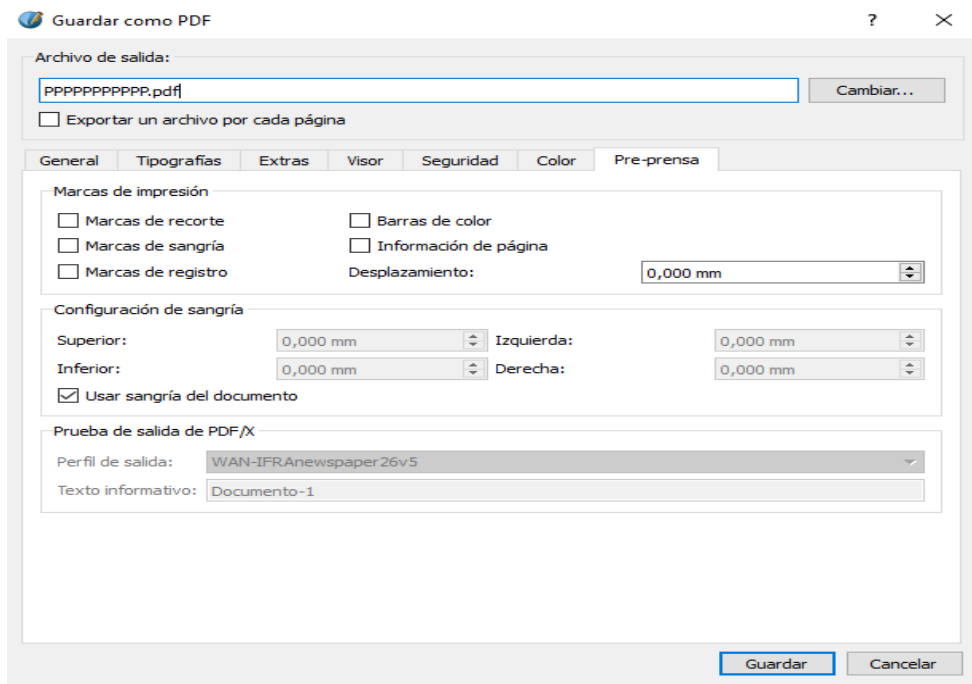 Guardar como PDF ?
Archivo de salida:
PPPPPPPPPPP.pdf Cambiar...
Exportar un archivo por cada página
General Tipografías Extras Visor Seguridad Color Pre-prensa
Marcas de impresión
Marcas de recorte Barras de color
Marcas de sangría Información de página
Marcas de registro Desplazamiento: 0,000 mm
Configuración de sangría
Superior: 0,000 mm Izquierda: 0,000 mm
Inferior: 0,000 mm Derecha: 0,000 mm
Usar sangría del documento
Prueba de salida de PDF/X
Perfil de salida: WAN-IFRAnewspaper26v5
Texto informativo: Documento-1
Guardar Cancelar